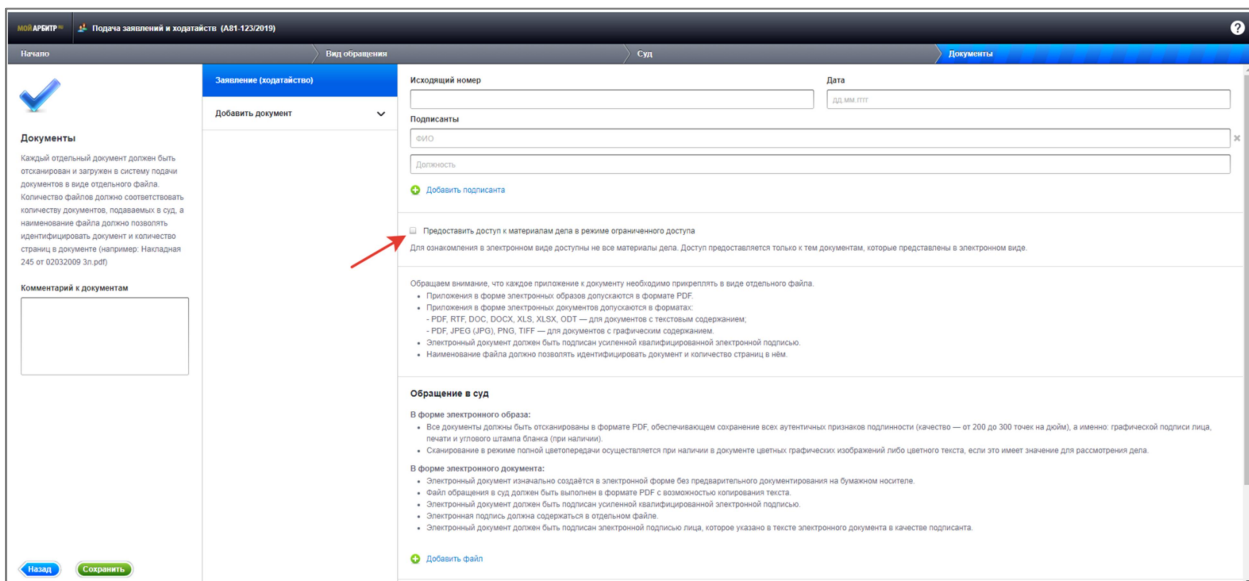 МОЙ АРБИТР
Подача заявлений и ходатайств (А81-123/2019)
?
Начало
Вид обращения
Суд
Документы
Документы
Каждый отдельный документ должен быть
отсканирован и загружен в систему подачи
документов в виде отдельного файла.
Количество файлов должно соответствовать
количеству документов, подаваемых в суд, а
наименование файла должно позволять
идентифицировать документ и количество
страниц в документе (например: Накладная
245 от 02032009 3л.pdf)
Комментарий к документам
Назад
Сохранить
Заявление (ходатайство)
Добавить документ
Исходящий номер
Дата
дд.мм.гггг
Подписанты
ФИО
Должность
Добавить подписанта
Предоставить доступ к материалам дела в режиме ограниченного доступа
Для ознакомления в электронном виде доступны не все материалы дела. Доступ предоставляется только к тем документам, которые представлены в электронном виде.
Обращаем внимание, что каждое приложение к документу необходимо прикреплять в виде отдельного файла.
• Приложения в форме электронных образов допускаются в формате PDF.
• Приложения в форме электронных документов допускаются в форматах:
- PDF, RTF, DOC, DOCX, XLS, XLSX, ODT — для документов с текстовым содержанием;
- PDF, JPEG (JPG), PNG, TIFF — для документов с графическим содержанием.
• Электронный документ должен быть подписан усиленной квалифицированной электронной подписью.
• Наименование файла должно позволять идентифицировать документ и количество страниц в нём.
Обращение в суд
В форме электронного образа:
• Все документы должны быть отсканированы в формате PDF, обеспечивающем сохранение всех аутентичных признаков подлинности (качество — от 200 до 300 точек на дюйм), а именно: графической подписи лица,
печати и углового штампа бланка (при наличии).
• Сканирование в режиме полной цветопередачи осуществляется при наличии в документе цветных графических изображений либо цветного текста, если это имеет значение для рассмотрения дела.
В форме электронного документа:
• Электронный документ изначально создаётся в электронной форме без предварительного документирования на бумажном носителе.
• Файл обращения в суд должен быть выполнен в формате PDF с возможностью копирования текста.
• Электронный документ должен быть подписан усиленной квалифицированной электронной подписью.
• Электронная подпись должна содержаться в отдельном файле.
• Электронный документ должен быть подписан электронной подписью лица, которое указано в тексте электронного документа в качестве подписанта.
Добавить файл